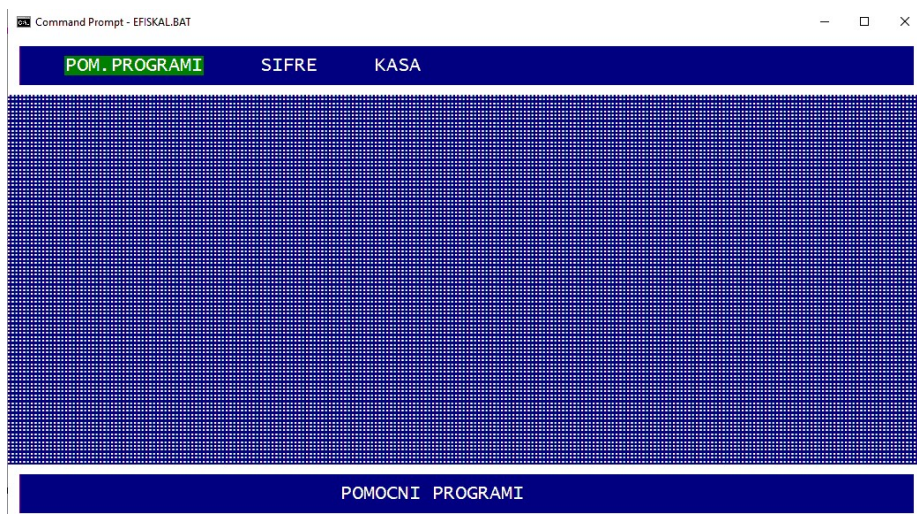 Command Prompt - EFISKAL.BAT
POM.PROGRAMI SIFRE KASA
POMOCNI PROGRAMI